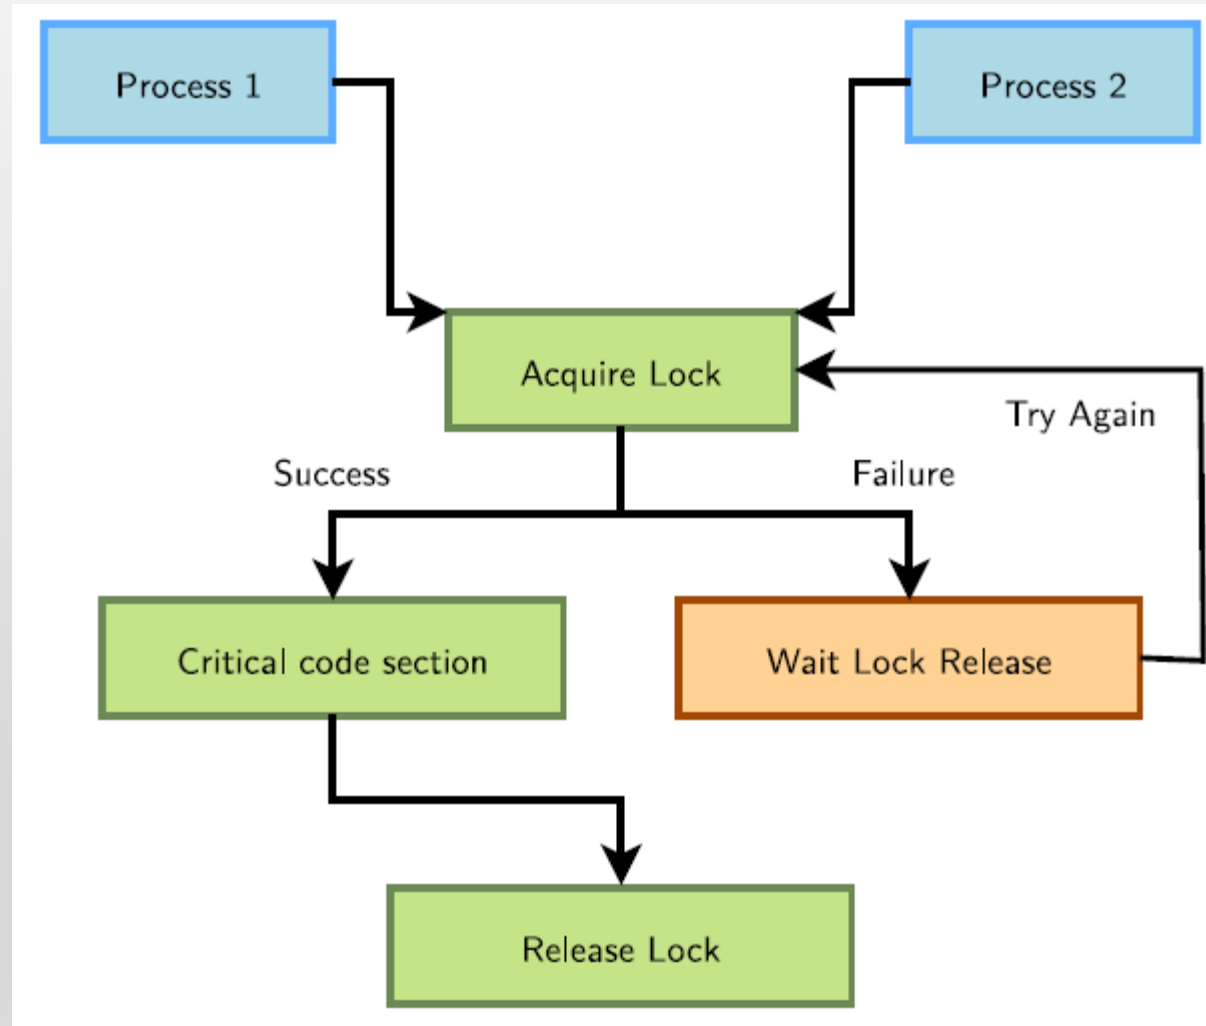 Process 1
Process 2
Acquire Lock
Try Again
Success
Failure
Critical code section
Wait Lock Release
Release Lock